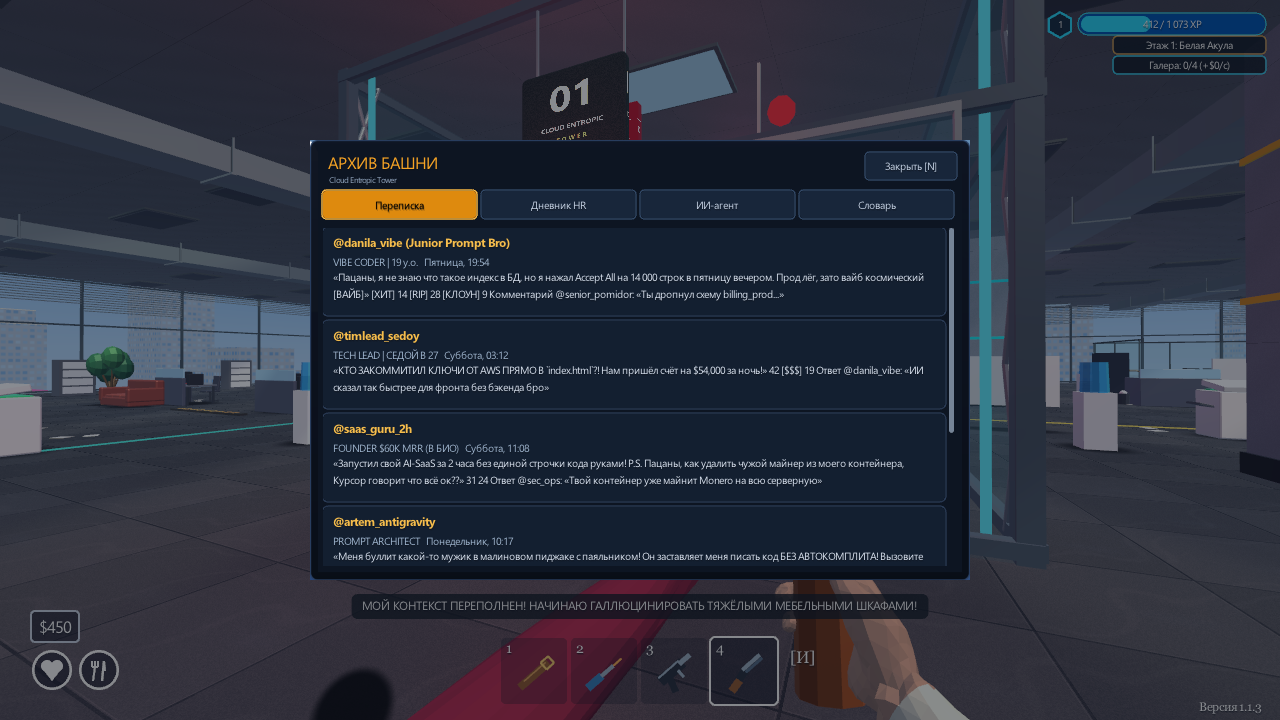 412 / 1 073 XP
1
Этаж 1: Белая Акула
Галера: 0/4 (+$0/с)
01
CLOUD ENTROPIC
АРХИВ БАШНИ
Cloud Entropic Tower
Закрыть [N]
Переписка
Дневник HR
ИИ-агент
Словарь
@danila_vibe (Junior Prompt Bro)
VIBE CODER | 19 y.o. Пятница, 19:54
«Пацаны, я не знаю что такое индекс в БД, но я нажал Accept All на 14 000 строк в пятницу вечером. Прод лёг, зато вайб космический
[ВАЙБ]» [ХИТ] 14 [RIP] 28 [КЛОУН] 9 Комментарий @senior_pomidor: «Ты дропнул схему billing_prod...»
@timlead_sedoy
TECH LEAD | СЕДОЙ В 27 Суббота, 03:12
«КТО ЗАКОММИТИЛ КЛЮЧИ ОТ AWS ПРЯМО В `index.html`?! Нам пришёл счёт на $54,000 за ночь!» 42 [$$$] 19 Ответ @danila_vibe: «ИИ
сказал так быстрее для фронта без бэкенда бро»
@saas_guru_2h
FOUNDER $60K MRR (В БИО) Суббота, 11:08
«Запустил свой AI-SaaS за 2 часа без единой строчки кода руками! P.S. Пацаны, как удалить чужой майнер из моего контейнера,
Курсор говорит что всё ок??» 31 24 Ответ @sec_ops: «Твой контейнер уже майнит Monero на всю серверную»
@artem_antigravity
PROMPT ARCHITECT Понедельник, 10:17
«Меня буллит какой-то мужик в малиновом пиджаке с паяльником! Он заставляет меня писать код БЕЗ АВТОКОМПЛИТА! Вызовите
МОЙ КОНТЕКСТ ПЕРЕПОЛНЕН! НАЧИНАЮ ГАЛЛЮЦИНИРОВАТЬ ТЯЖЁЛЫМИ МЕБЕЛЬНЫМИ ШКАФАМИ!
$450
1
2
3
4
[И]
Версия 1.1.3